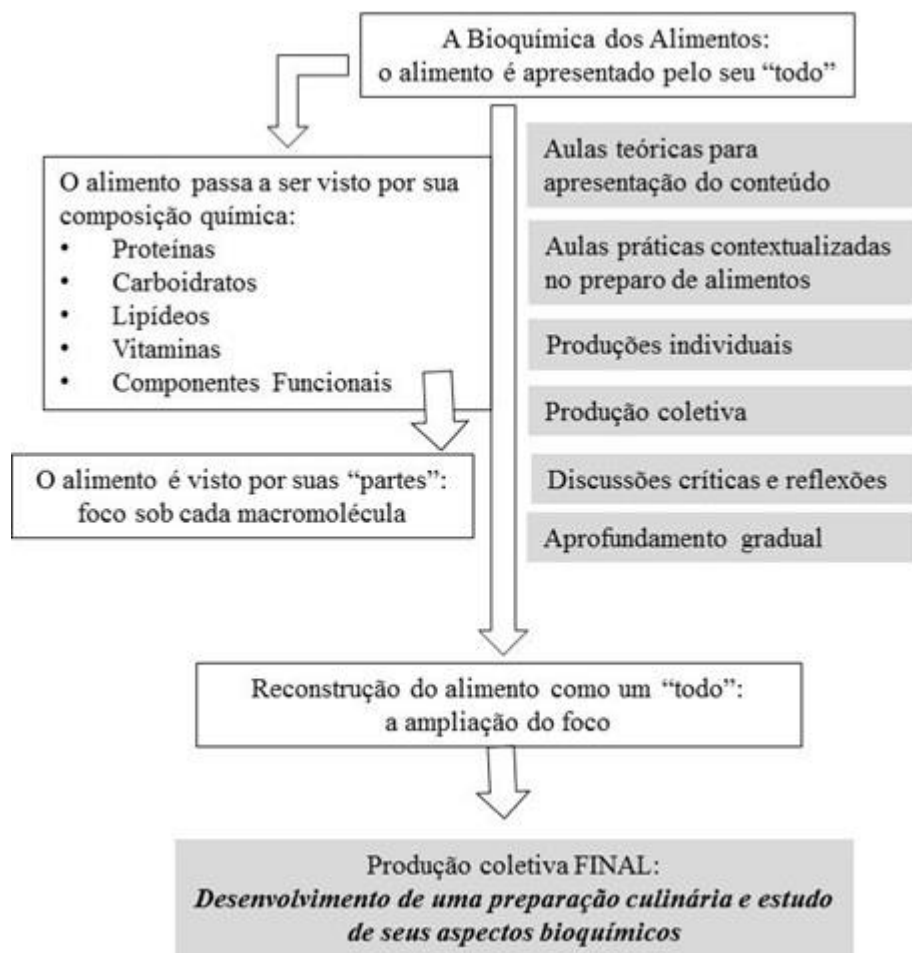 A Bioquímica dos Alimentos:
o alimento é apresentado pelo seu “todo”
O alimento passa a ser visto por sua
composição química:
• Proteínas
• Carboidratos
• Lipídeos
• Vitaminas
• Componentes Funcionais
O alimento é visto por suas “partes”:
foco sob cada macromolécula
Aulas teóricas para
apresentação do conteúdo
Aulas práticas contextualizadas
no preparo de alimentos
Produções individuais
Produção coletiva
Discussões críticas e reflexões
Aprofundamento gradual
Reconstrução do alimento como um “todo”:
a ampliação do foco
Produção coletiva FINAL:
Desenvolvimento de uma preparação culinária e estudo
de seus aspectos bioquímicos